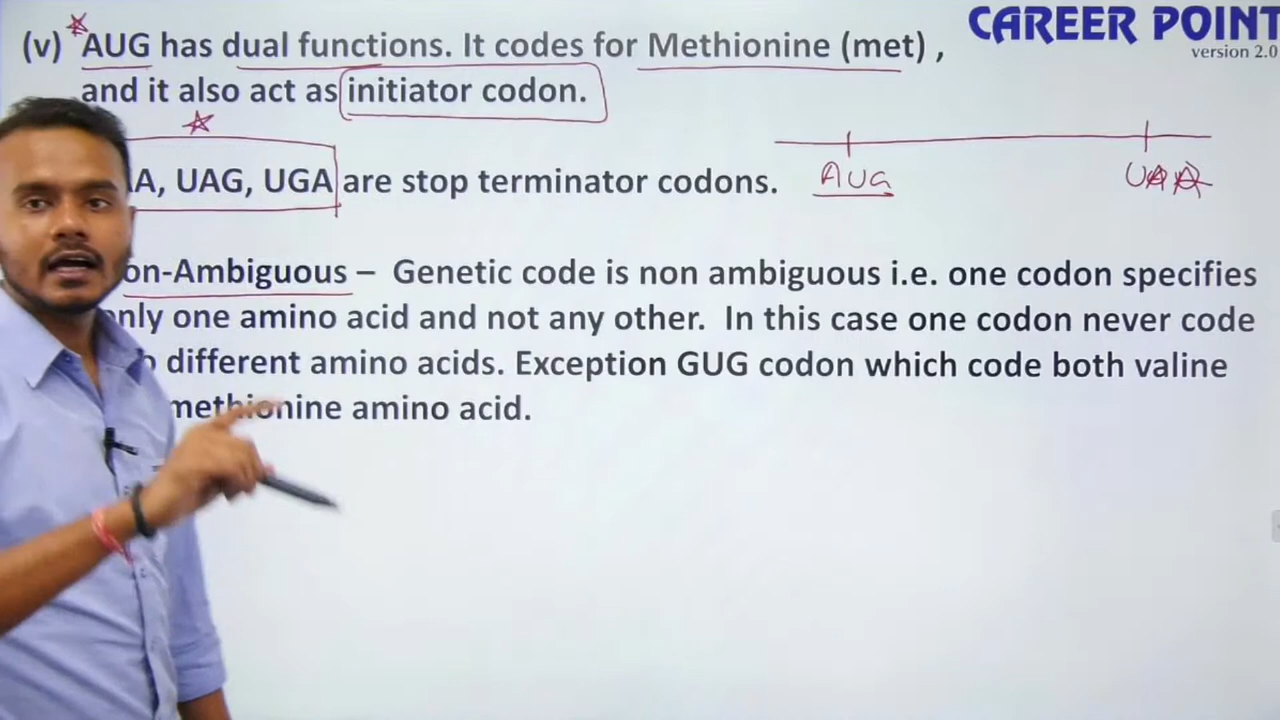 CAREER POINT
version 2.0
(v) AUG has dual functions. It codes for Methionine (met) ,
and it also act as initiator codon.
AUG UAA
A, UAG, UGA are stop terminator codons.
on-Ambiguous – Genetic code is non ambiguous i.e. one codon specifies
nly one amino acid and not any other. In this case one codon never code
different amino acids. Exception GUG codon which code both valine
methionine amino acid.